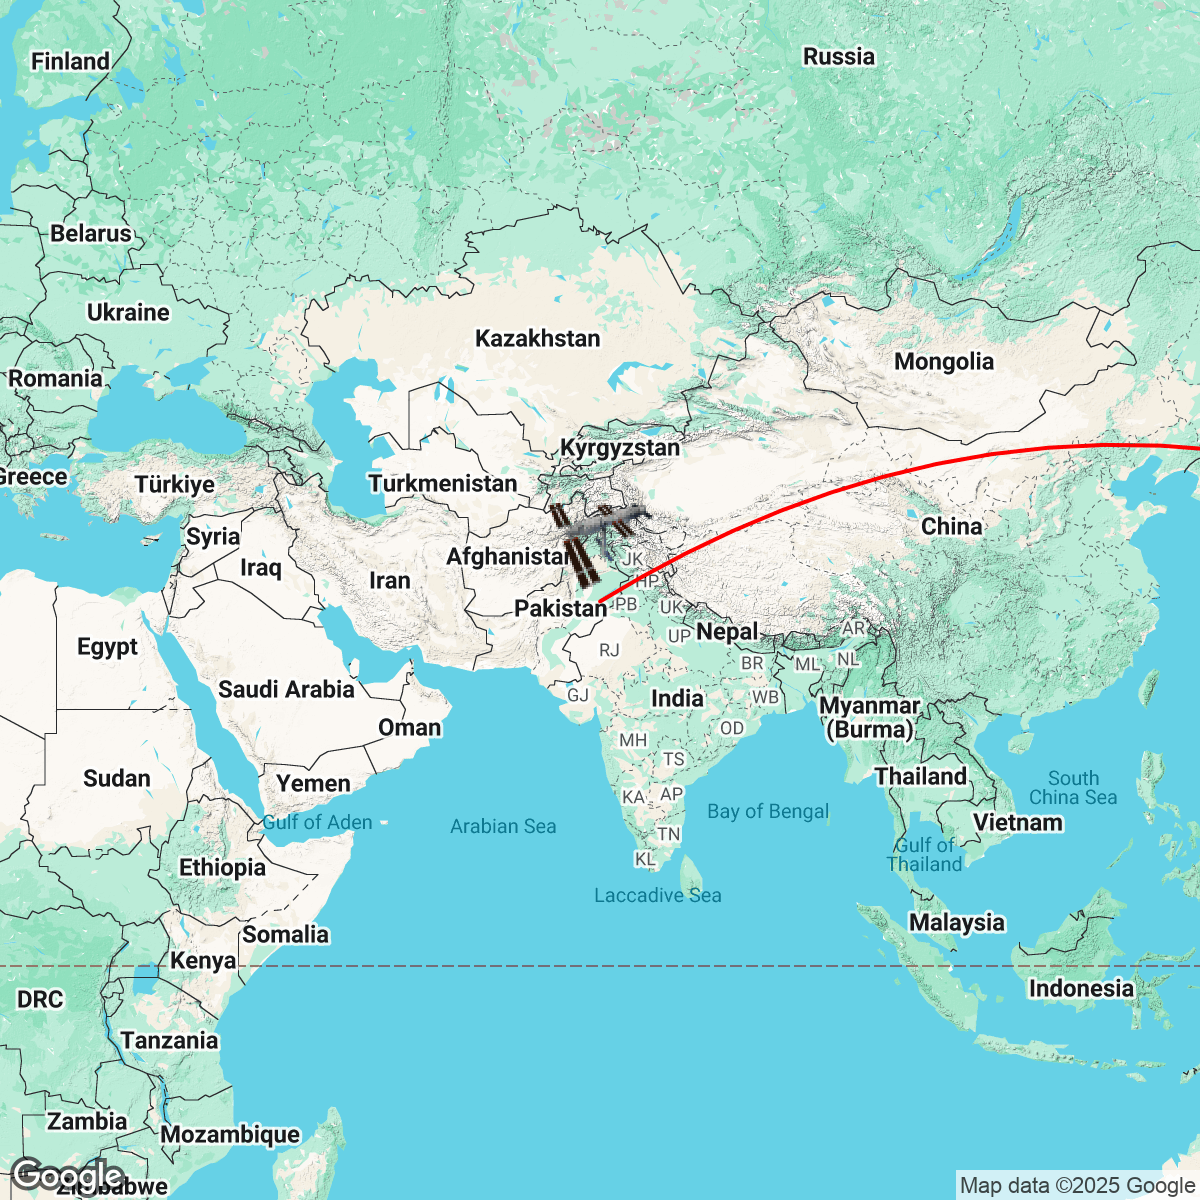 Finland
Russia
Belarus
Ukraine
Kazakhstan
Mongolia
Romania
Kyrgyzstan
Greece
Türkiye
Turkmenistan
Syria
China
Afghanistan
JK
Iraq
Iran
HP
Pakistan
PB
UK
Nepal
AR
UP
Egypt
RJ
BR
ML
NL
Saudi Arabia
GJ
India
WB
Myanmar
(Burma)
Oman
OD
MH
TS
Sudan
Yemen
Thailand
South
China Sea
KA
AP
Bay of Bengal
Gulf of Aden
Arabian Sea
Vietnam
TN
Gulf of
Thailand
KL
Ethiopia
Laccadive Sea
Malaysia
Somalia
Kenya
Indonesia
DRC
Tanzania
Zambia
Mozambique
Google
Zimbabwe
Map data ©2025 Google